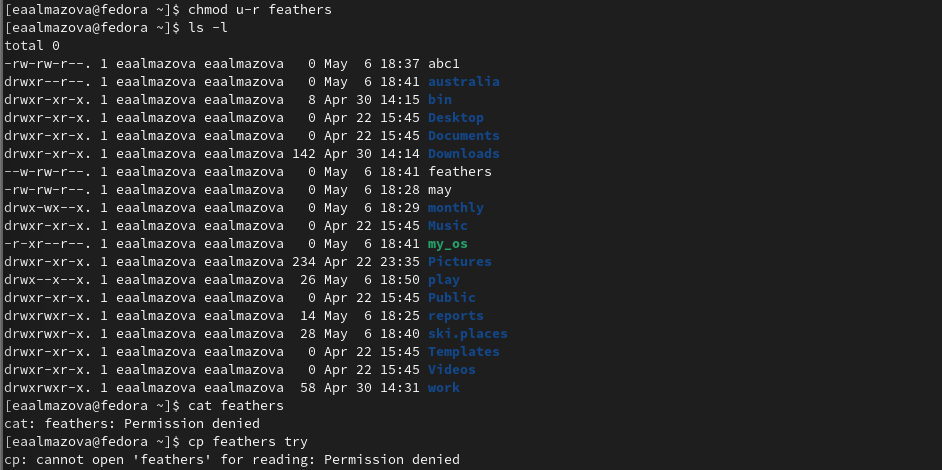 [eaalmazova@fedora ~]$ chmod u-r feathers
[eaalmazova@fedora ~]$ ls -l
total 0
-rw-rw-r--. 1 eaalmazova eaalmazova   0 May  6 18:37 abc1
drwxr--r--. 1 eaalmazova eaalmazova   0 May  6 18:41 australia
drwxr-xr-x. 1 eaalmazova eaalmazova   8 Apr 30 14:15 bin
drwxr-xr-x. 1 eaalmazova eaalmazova   0 Apr 22 15:45 Desktop
drwxr-xr-x. 1 eaalmazova eaalmazova   0 Apr 22 15:45 Documents
drwxr-xr-x. 1 eaalmazova eaalmazova 142 Apr 30 14:14 Downloads
--w-rw-r--. 1 eaalmazova eaalmazova   0 May  6 18:41 feathers
-rw-rw-r--. 1 eaalmazova eaalmazova   0 May  6 18:28 may
drwx-wx--x. 1 eaalmazova eaalmazova   0 May  6 18:29 monthly
drwxr-xr-x. 1 eaalmazova eaalmazova   0 Apr 22 15:45 Music
-r-xr--r--. 1 eaalmazova eaalmazova   0 May  6 18:41 my_os
drwxr-xr-x. 1 eaalmazova eaalmazova 234 Apr 22 23:35 Pictures
drwx--x--x. 1 eaalmazova eaalmazova  26 May  6 18:50 play
drwxr-xr-x. 1 eaalmazova eaalmazova   0 Apr 22 15:45 Public
drwxrwxr-x. 1 eaalmazova eaalmazova  14 May  6 18:25 reports
drwxrwxr-x. 1 eaalmazova eaalmazova  28 May  6 18:40 ski.places
drwxr-xr-x. 1 eaalmazova eaalmazova   0 Apr 22 15:45 Templates
drwxr-xr-x. 1 eaalmazova eaalmazova   0 Apr 22 15:45 Videos
drwxrwxr-x. 1 eaalmazova eaalmazova  58 Apr 30 14:31 work
[eaalmazova@fedora ~]$ cat feathers
cat: feathers: Permission denied
[eaalmazova@fedora ~]$ cp feathers try
cp: cannot open 'feathers' for reading: Permission denied